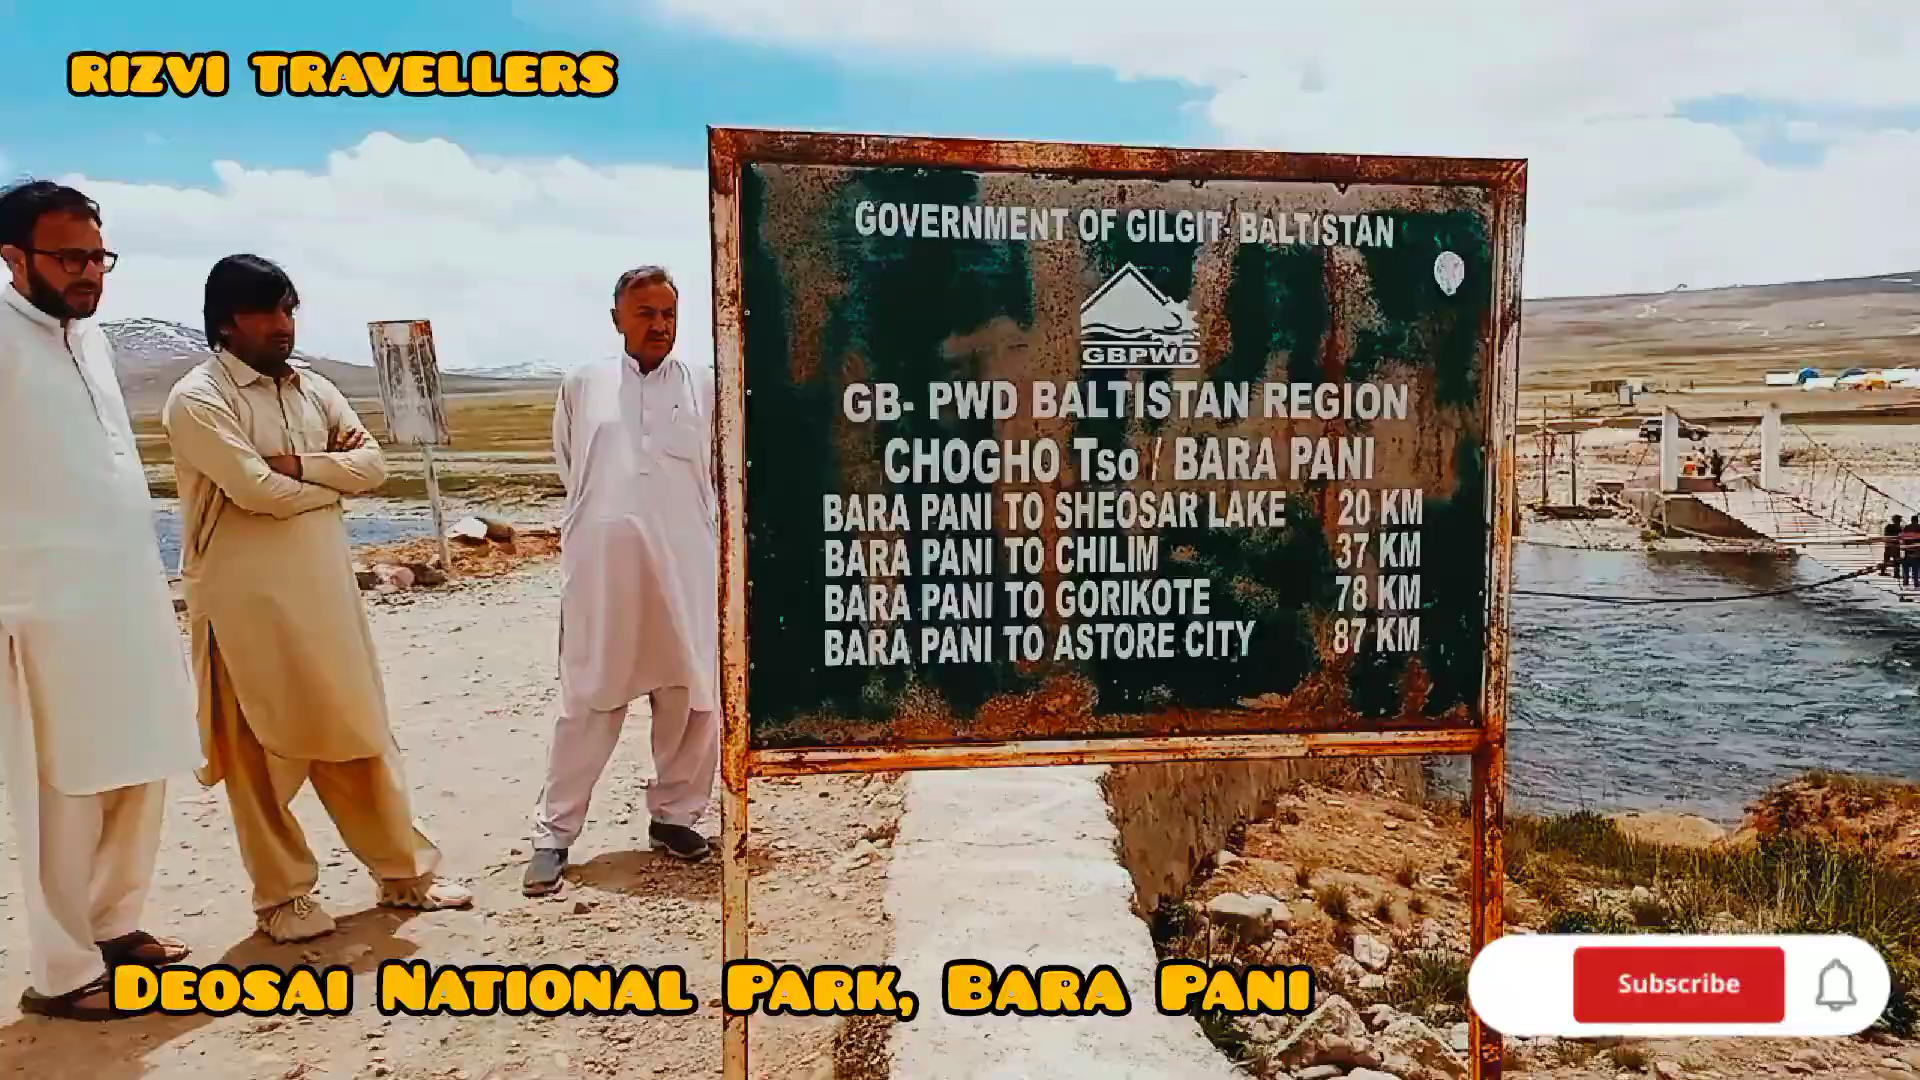 RIZVI TRAVELLERS
GOVERNMENT OF GILGIT-BALTISTAN
GBPWD
GB- PWD BALTISTAN REGION
CHOGHO Tso / BARA PANI
BARA PANI TO SHEOSAR LAKE 20 KM
BARA PANI TO CHILIM 37 KM
BARA PANI TO GORIKOTE 78 KM
BARA PANI TO ASTORE CITY 87 KM
DEOSAI NATIONAL PARK, BARA PANI
Subscribe